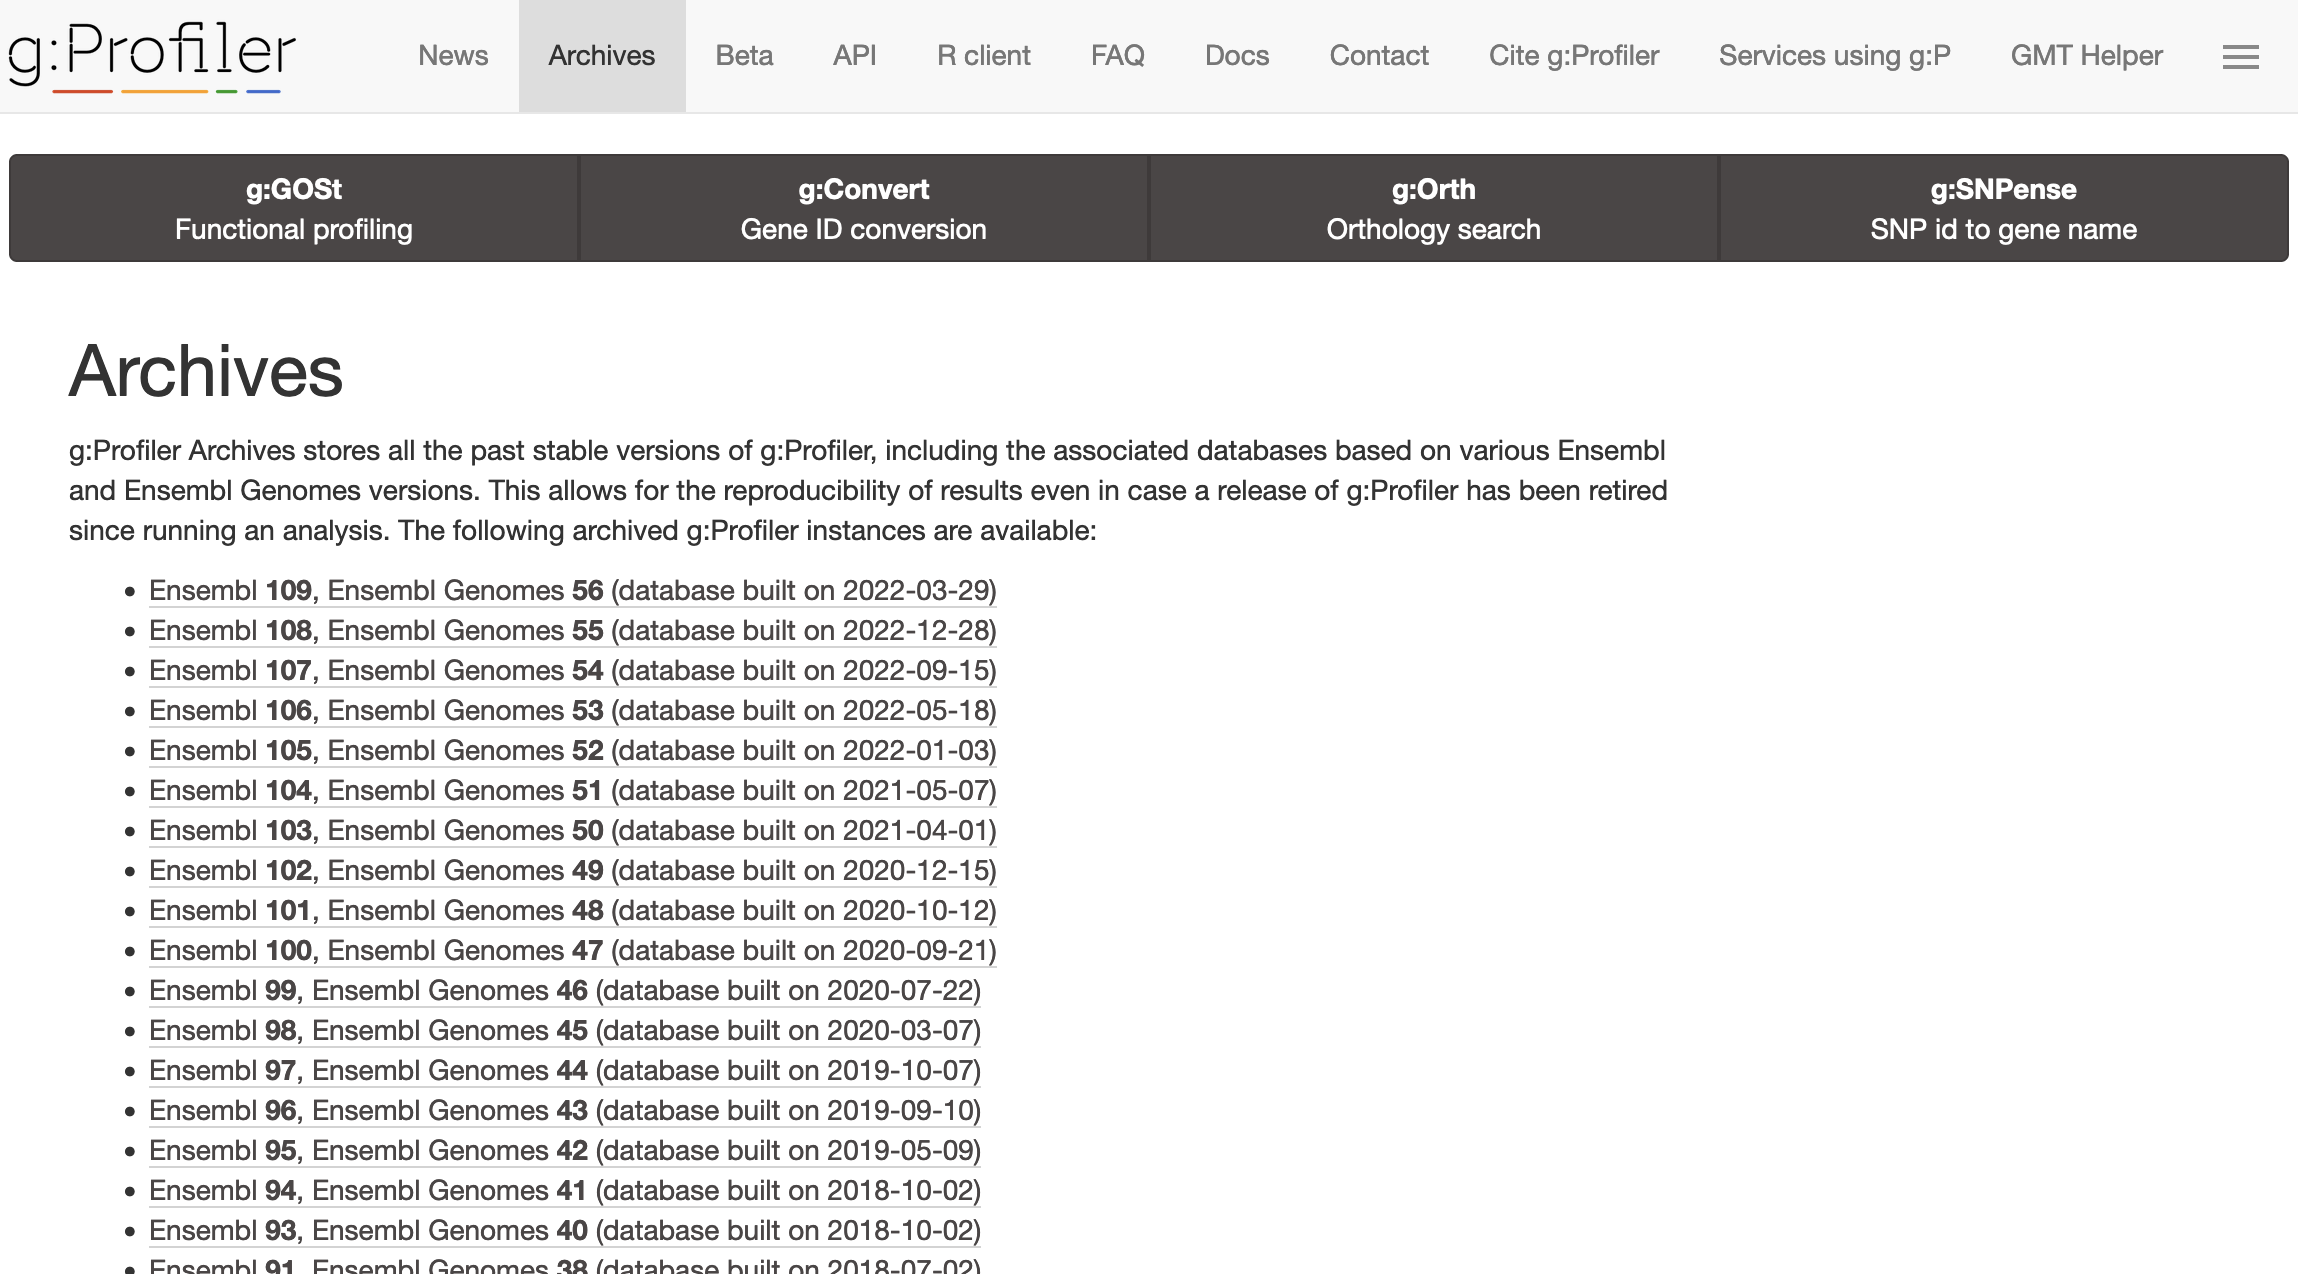 g:Profiler
News Archives Beta API R client FAQ Docs Contact Cite g:Profiler Services using g:P GMT Helper
g:GOSt g:Convert g:Orth g:SNPense
Functional profiling Gene ID conversion Orthology search SNP id to gene name
Archives
g:Profiler Archives stores all the past stable versions of g:Profiler, including the associated databases based on various Ensembl
and Ensembl Genomes versions. This allows for the reproducibility of results even in case a release of g:Profiler has been retired
since running an analysis. The following archived g:Profiler instances are available:
• Ensembl 109, Ensembl Genomes 56 (database built on 2022-03-29)
• Ensembl 108, Ensembl Genomes 55 (database built on 2022-12-28)
• Ensembl 107, Ensembl Genomes 54 (database built on 2022-09-15)
• Ensembl 106, Ensembl Genomes 53 (database built on 2022-05-18)
• Ensembl 105, Ensembl Genomes 52 (database built on 2022-01-03)
• Ensembl 104, Ensembl Genomes 51 (database built on 2021-05-07)
• Ensembl 103, Ensembl Genomes 50 (database built on 2021-04-01)
• Ensembl 102, Ensembl Genomes 49 (database built on 2020-12-15)
• Ensembl 101, Ensembl Genomes 48 (database built on 2020-10-12)
• Ensembl 100, Ensembl Genomes 47 (database built on 2020-09-21)
• Ensembl 99, Ensembl Genomes 46 (database built on 2020-07-22)
• Ensembl 98, Ensembl Genomes 45 (database built on 2020-03-07)
• Ensembl 97, Ensembl Genomes 44 (database built on 2019-10-07)
• Ensembl 96, Ensembl Genomes 43 (database built on 2019-09-10)
• Ensembl 95, Ensembl Genomes 42 (database built on 2019-05-09)
• Ensembl 94, Ensembl Genomes 41 (database built on 2018-10-02)
• Ensembl 93, Ensembl Genomes 40 (database built on 2018-10-02)
• Ensembl 91, Ensembl Genomes 38 (database built on 2018-07-02)